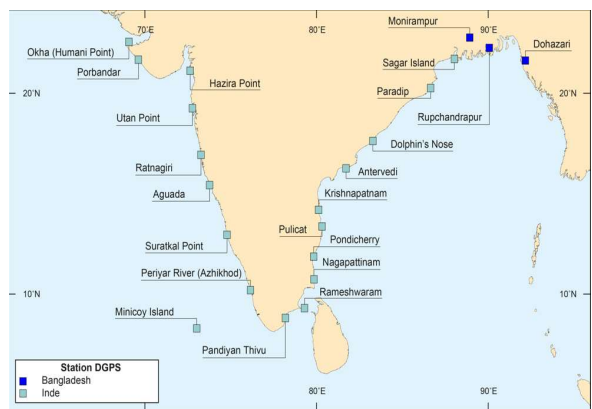 70°E
80°E
90°E
Monirampur
Okha (Humani Point)
Dohazari
Sagar Island
Porbandar
Hazira Point
Paradip
20°N
20°N
Utan Point
Rupchandrapur
Dolphin's Nose
Ratnagiri
Antervedi
Aguada
Krishnapatnam
Pulicat
Suratkal Point
Pondicherry
Nagapattinam
Periyar River (Azhikhod)
Rameshwaram
10°N
10°N
Minicoy Island
Pandiyan Thivu
Station DGPS
Bangladesh
Inde
80°E
90°E